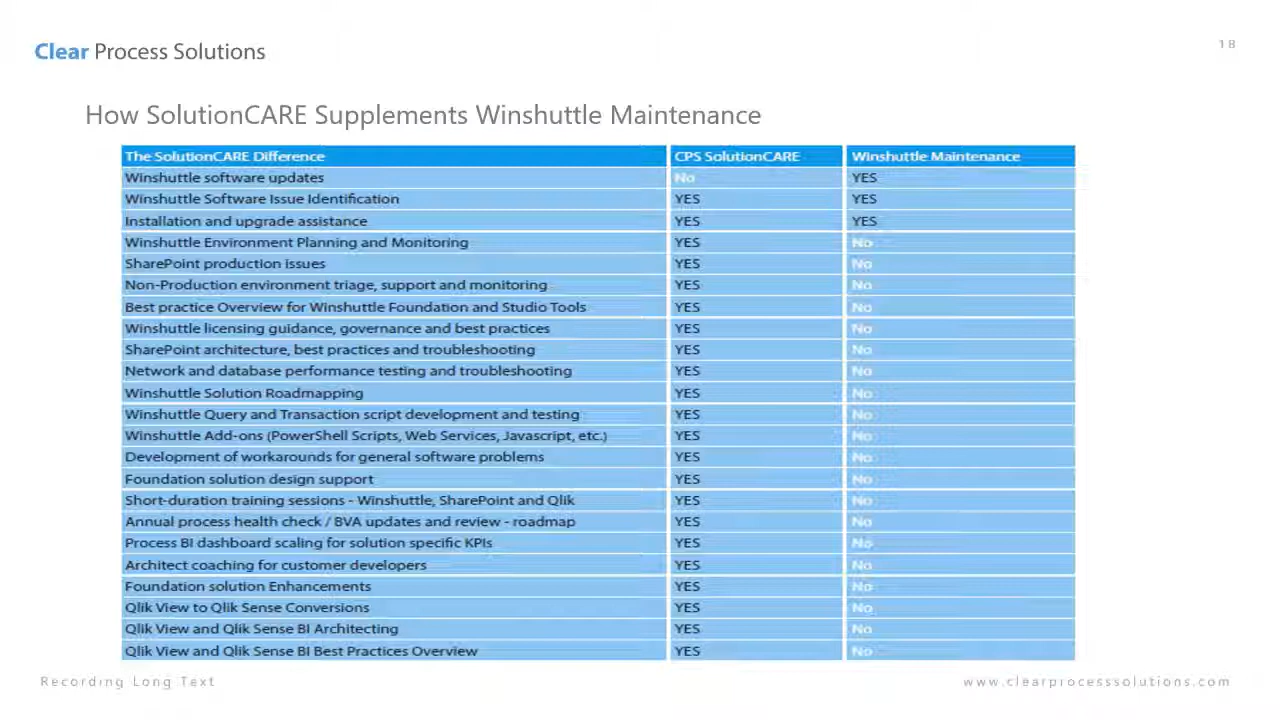 Clear Process Solutions
18
How SolutionCARE Supplements Winshuttle Maintenance
The SolutionCARE Difference CPS SolutionCARE Winshuttle Maintenance
Winshuttle software updates No YES
Winshuttle Software Issue Identification YES YES
Installation and upgrade assistance YES YES
Winshuttle Environment Planning and Monitoring YES No
SharePoint production issues YES No
Non-Production environment triage, support and monitoring YES No
Best practice Overview for Winshuttle Foundation and Studio Tools YES No
Winshuttle licensing guidance, governance and best practices YES No
SharePoint architecture, best practices and troubleshooting YES No
Network and database performance testing and troubleshooting YES No
Winshuttle Solution Roadmapping YES No
Winshuttle Query and Transaction script development and testing YES No
Winshuttle Add-ons (PowerShell Scripts, Web Services, Javascript, etc.) YES No
Development of workarounds for general software problems YES No
Foundation solution design support YES No
Short-duration training sessions - Winshuttle, SharePoint and Qlik YES No
Annual process health check / BVA updates and review - roadmap YES No
Process BI dashboard scaling for solution specific KPIs YES No
Architect coaching for customer developers YES No
Foundation solution Enhancements YES No
Qlik View to Qlik Sense Conversions YES No
Qlik View and Qlik Sense BI Architecting YES No
Qlik View and Qlik Sense BI Best Practices Overview YES No
Recording Long Text
www.clearprocesssolutions.com